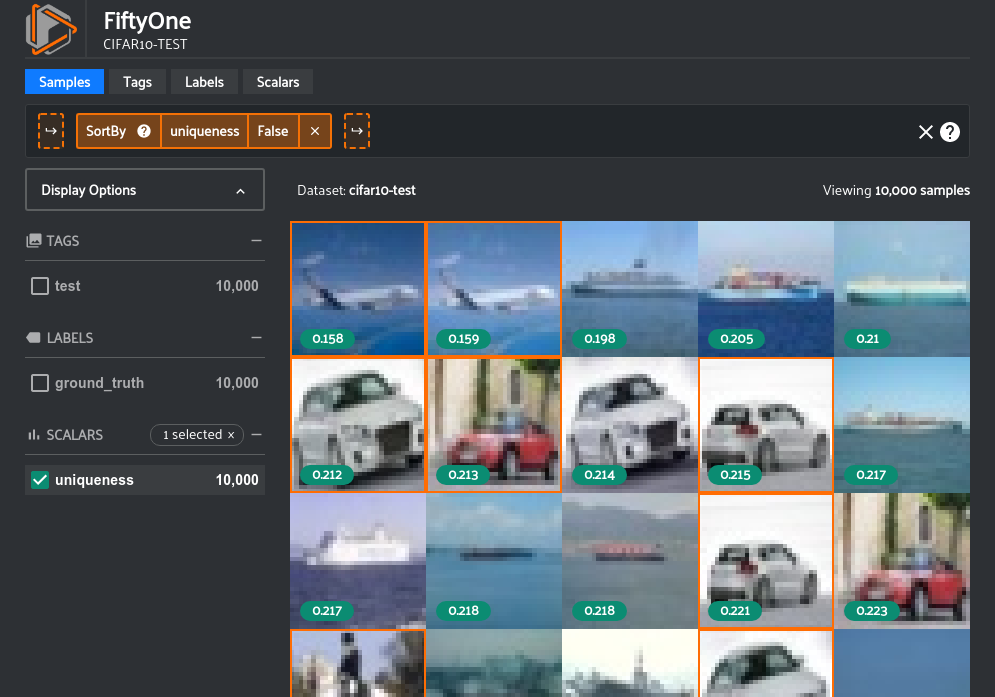 FiftyOne
CIFAR10-TEST
Samples Tags Labels Scalars
SortBy ? uniqueness False ×
Display Options
Dataset: cifar10-test
Viewing 10,000 samples
TAGS
test 10,000
LABELS
ground_truth 10,000
SCALARS 1 selected ×
uniqueness 10,000
0.158 0.159 0.198 0.205 0.21
0.212 0.213 0.214 0.215 0.217
0.217 0.218 0.218 0.221 0.223